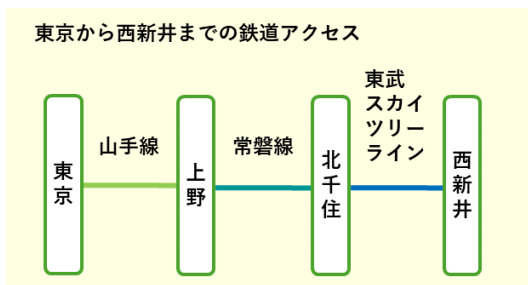 東京から西新井までの鉄道アクセス
東京
山手線
上野
常磐線
北千住
東武
スカイ
ツリー
ライン
西新井